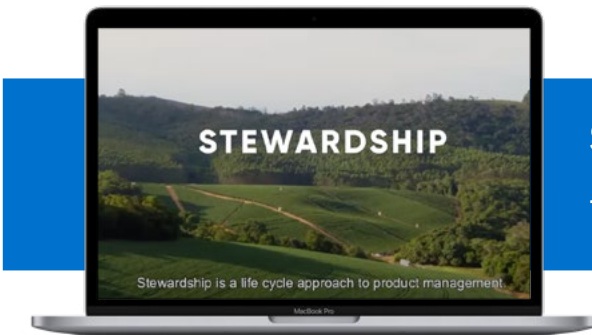 STEWARDSHIP
Stewardship is a life cycle approach to product management.
MacBook Pro